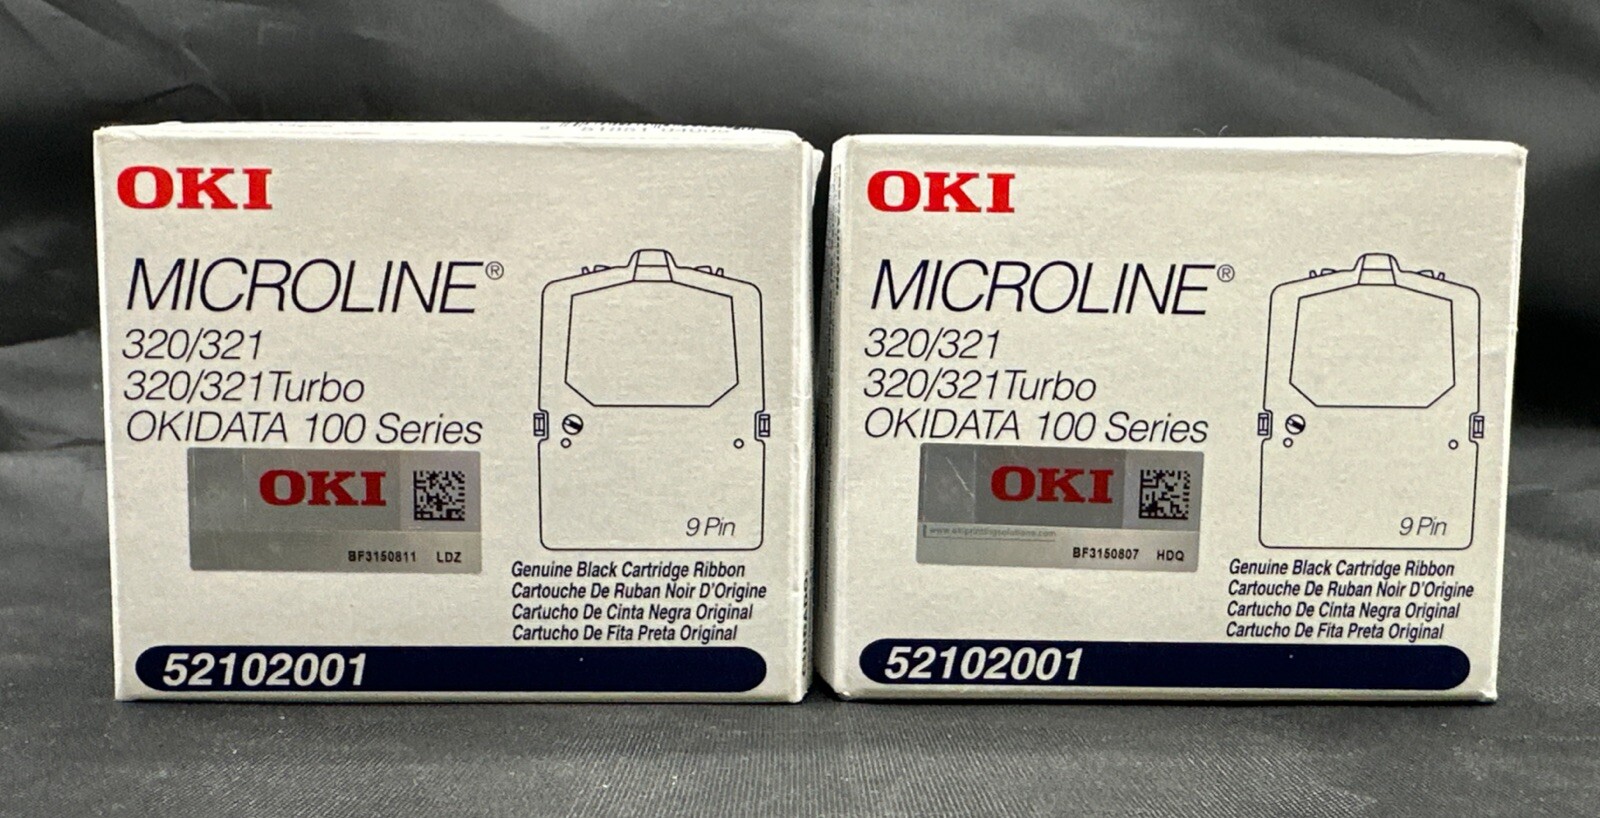 OKI
MICROLINE®
320/321
320/321Turbo
OKIDATA 100 Series
OKI
BF3150811 LDZ
9 Pin
Genuine Black Cartridge Ribbon
Cartouche De Ruban Noir D'Origine
Cartucho De Cinta Negra Original
Cartucho De Fita Preta Original
52102001
OKI
MICROLINE®
320/321
320/321Turbo
OKIDATA 100 Series
OKI
www.okiprintingsolutions.com
BF3150807 HDQ
9 Pin
Genuine Black Cartridge Ribbon
Cartouche De Ruban Noir D'Origine
Cartucho De Cinta Negra Original
Cartucho De Fita Preta Original
52102001